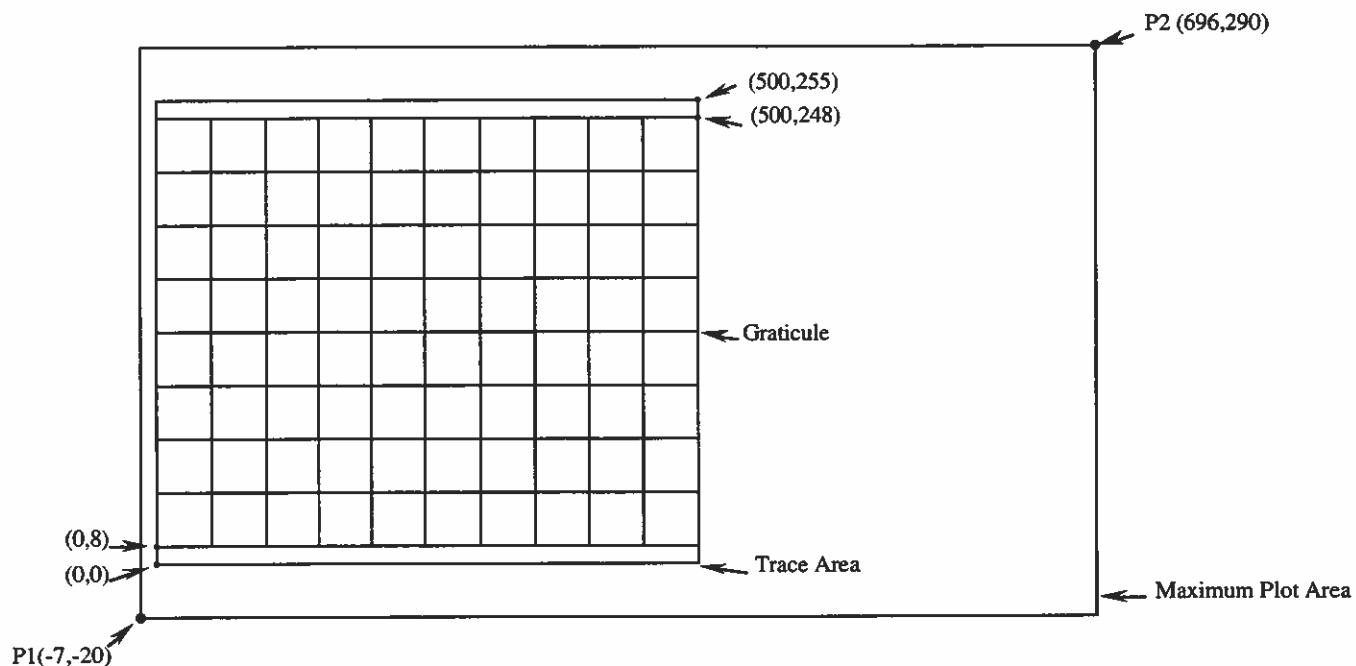 P2 (696,290)
(500,255)
(500,248)
Graticule
(0,8)
(0,0)
Trace Area
Maximum Plot Area
P1(-7,-20)